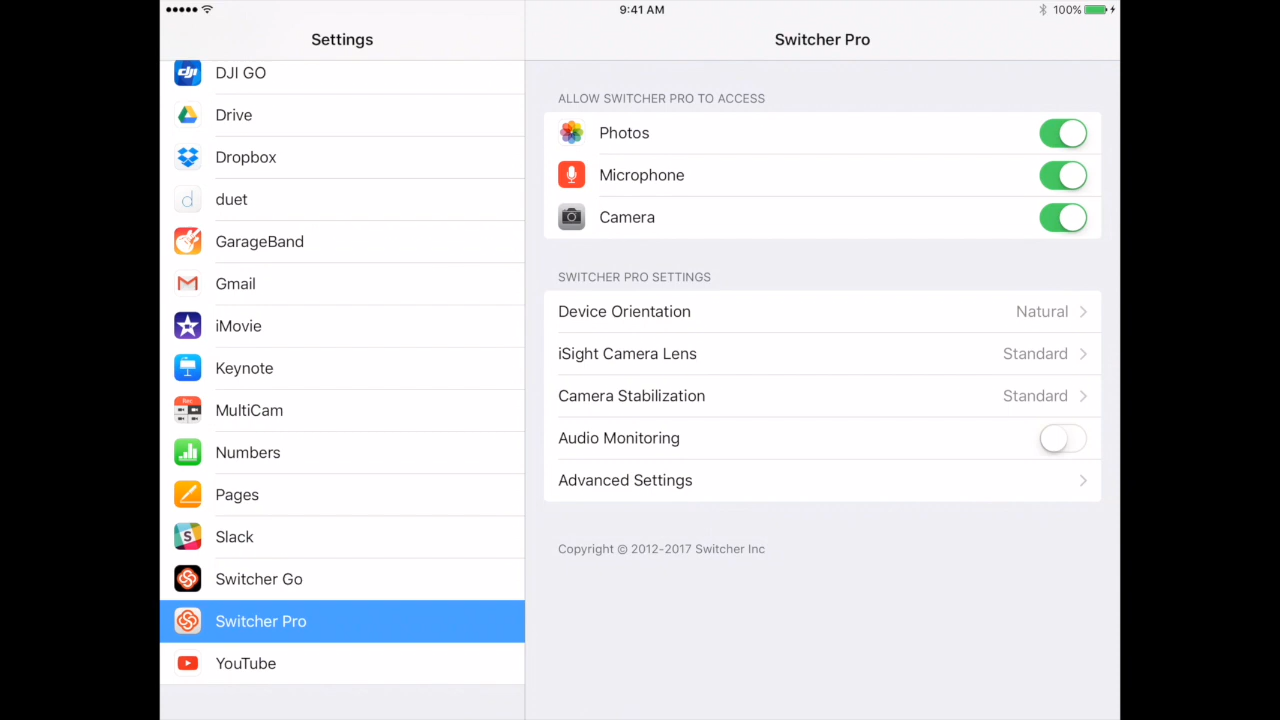 9:41 AM
100%
Settings
Switcher Pro
DJI GO
Drive
Dropbox
duet
GarageBand
Gmail
iMovie
Keynote
MultiCam
Numbers
Pages
Slack
Switcher Go
Switcher Pro
YouTube
ALLOW SWITCHER PRO TO ACCESS
Photos
Microphone
Camera
SWITCHER PRO SETTINGS
Device Orientation Natural
iSight Camera Lens Standard
Camera Stabilization Standard
Audio Monitoring
Advanced Settings
Copyright © 2012-2017 Switcher Inc